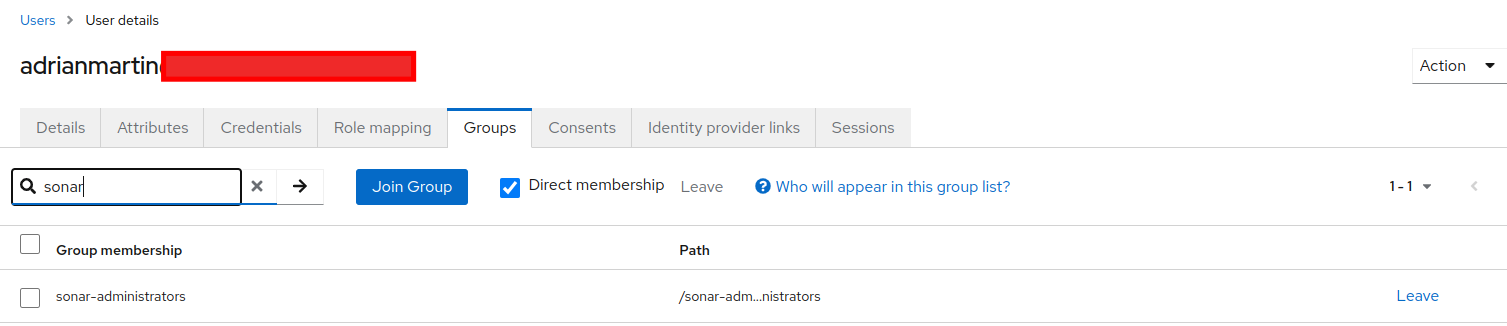 Users > User details
adrianmartin
Action
Details Attributes Credentials Role mapping Groups Consents Identity provider links Sessions
sonar Join Group Direct membership Leave Who will appear in this group list? 1 - 1
Group membership Path
sonar-administrators /sonar-adm...nistrators Leave